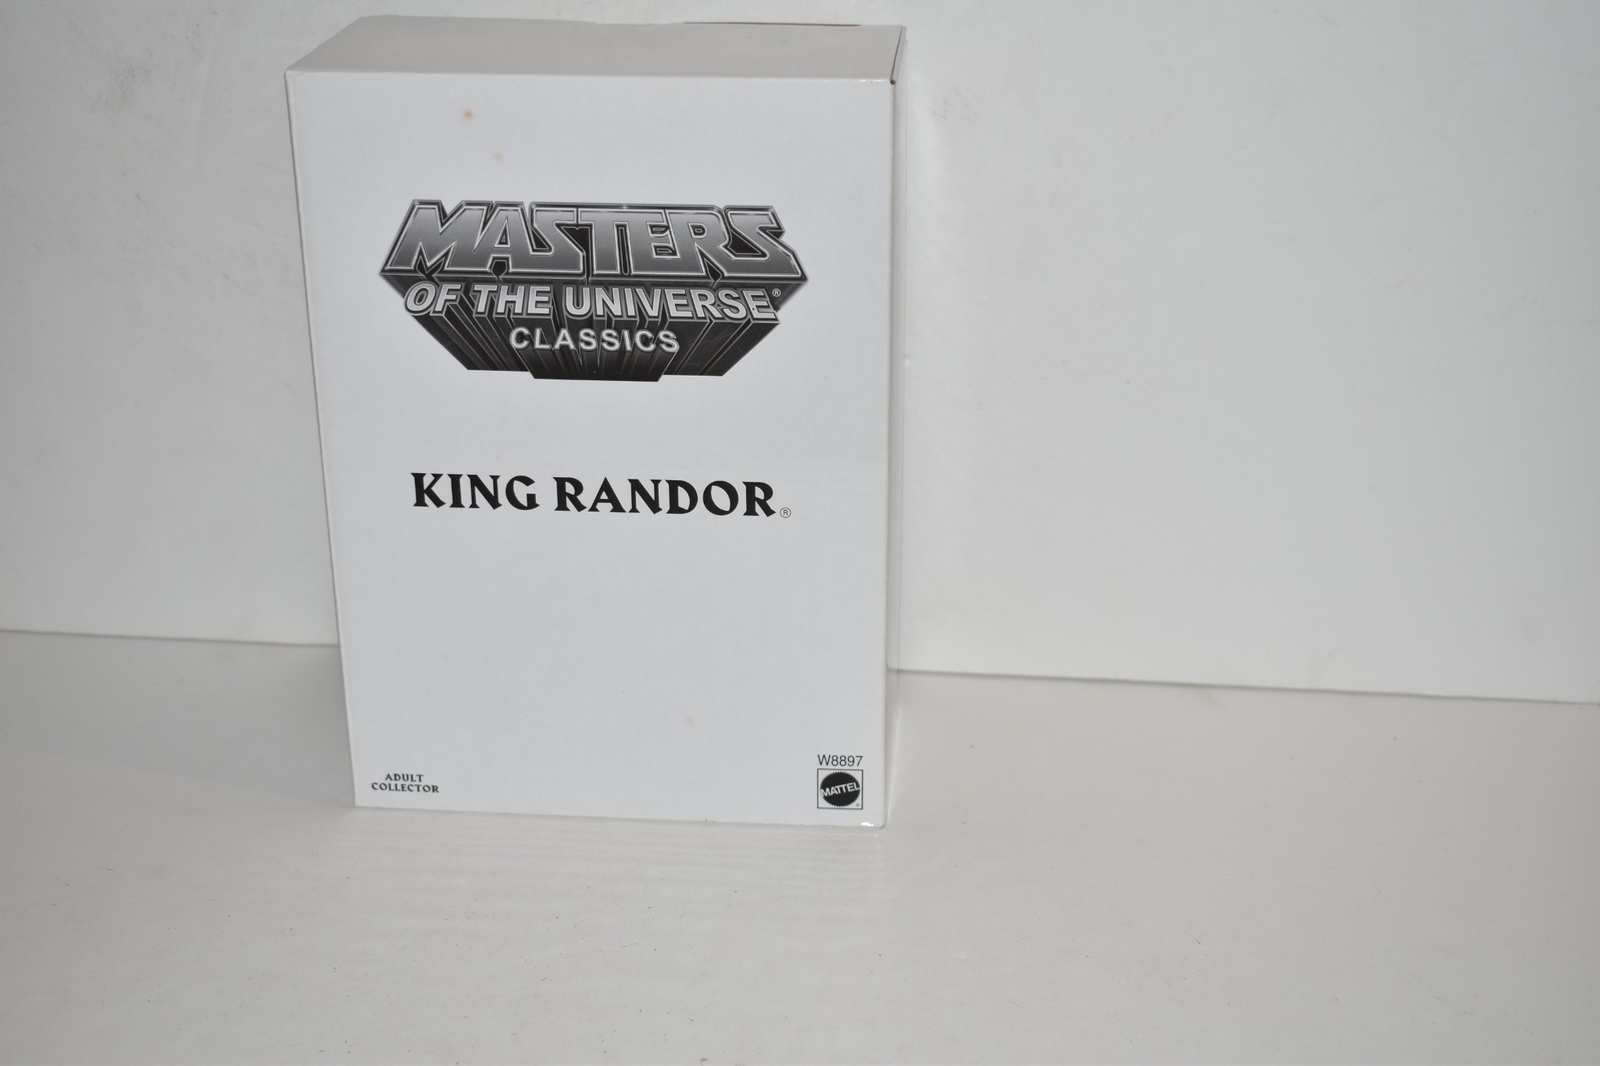 MASTERS
OF THE UNIVERSE®
CLASSICS
KING RANDOR®
ADULT
COLLECTOR
W8897
MATTEL